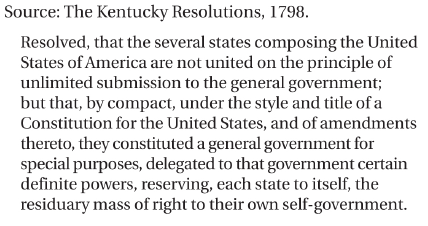 Source: The Kentucky Resolutions, 1798.
Resolved, that the several states composing the United
States of America are not united on the principle of
unlimited submission to the general government;
but that, by compact, under the style and title of a
Constitution for the United States, and of amendments
thereto, they constituted a general government for
special purposes, delegated to that government certain
definite powers, reserving, each state to itself, the
residuary mass of right to their own self-government.